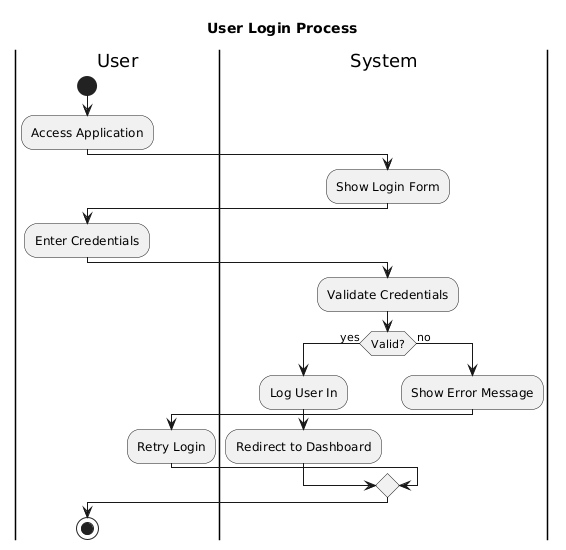 User Login Process
User
System
Access Application
Show Login Form
Enter Credentials
Validate Credentials
yes
Valid?
no
Log User In
Show Error Message
Retry Login
Redirect to Dashboard